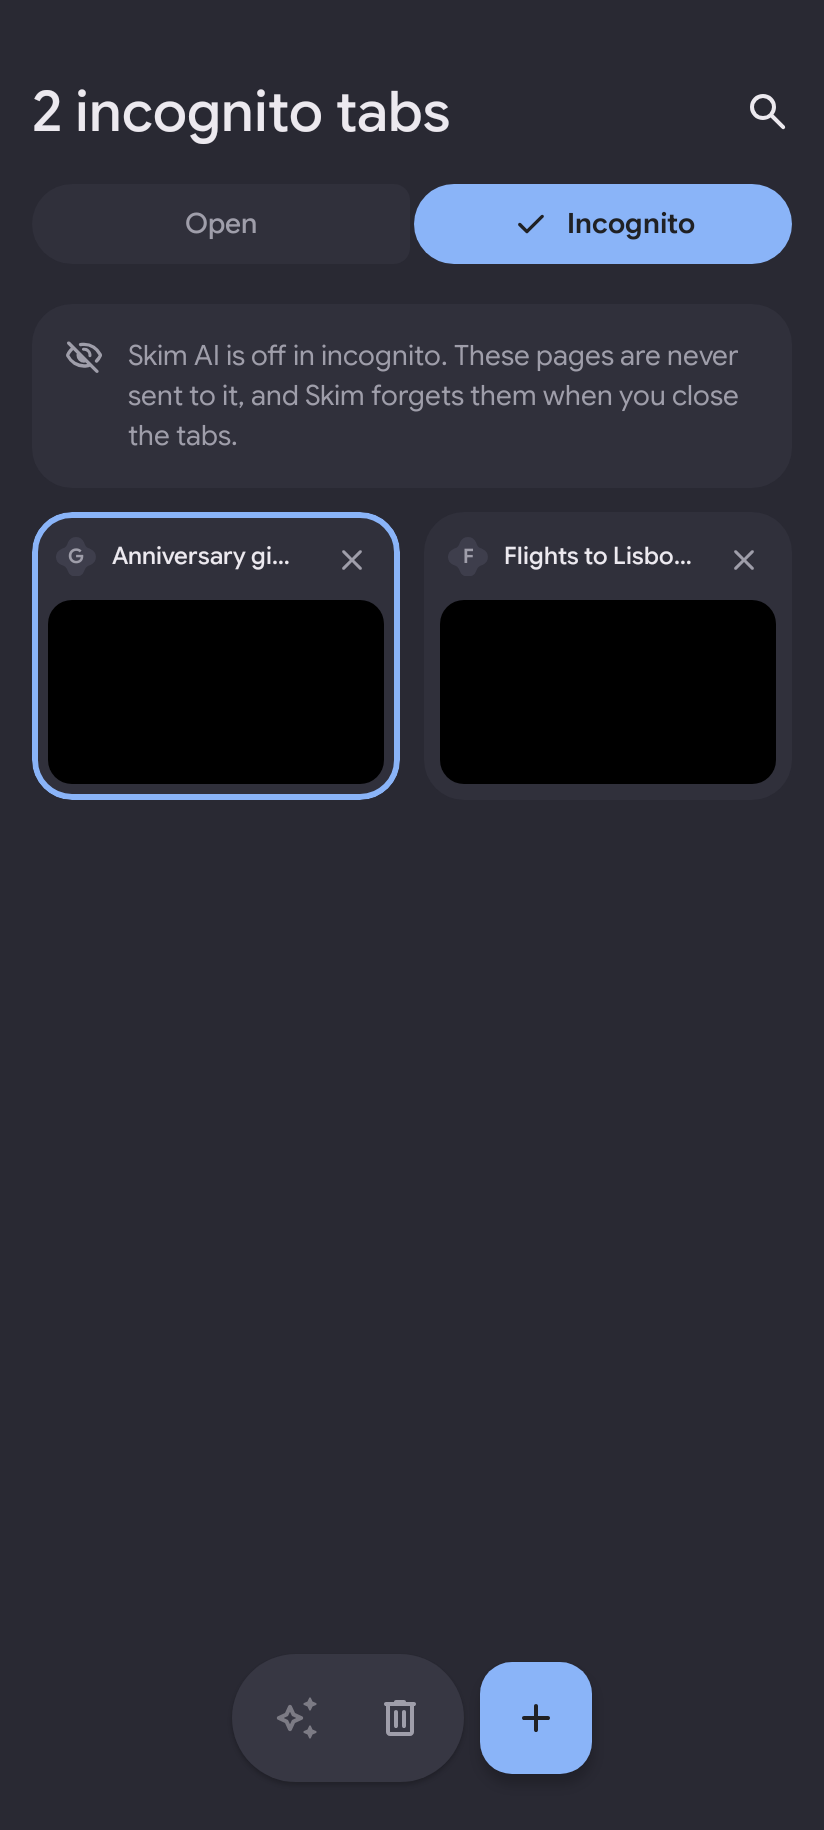 2 incognito tabs
Open
Incognito
Skim AI is off in incognito. These pages are never
sent to it, and Skim forgets them when you close
the tabs.
G Anniversary gi...
F Flights to Lisbo...